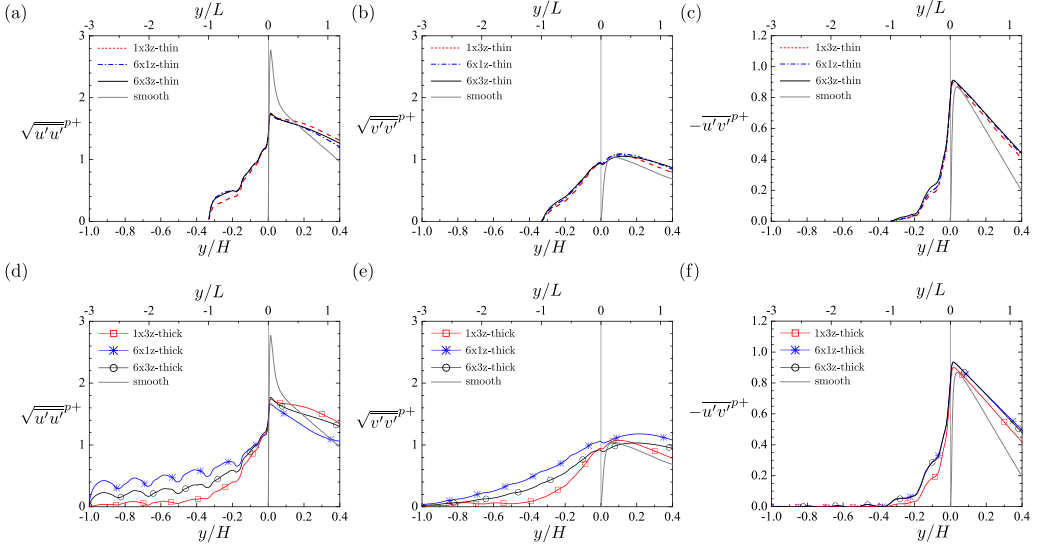 (a) y/L
-3 -2 -1 0 1
3
2
1
0
√u′u′ᵖ⁺
1x3z-thin
6x1z-thin
6x3z-thin
smooth
-1.0 -0.8 -0.6 -0.4 -0.2 0.0 0.2 0.4
y/H
(b) y/L
-3 -2 -1 0 1
3
2
1
0
√v′v′ᵖ⁺
1x3z-thin
6x1z-thin
6x3z-thin
smooth
-1.0 -0.8 -0.6 -0.4 -0.2 0.0 0.2 0.4
y/H
(c) y/L
-3 -2 -1 0 1
1.2
1.0
0.8
0.6
0.4
0.2
0.0
-u′v′ᵖ⁺
1x3z-thin
6x1z-thin
6x3z-thin
smooth
-1.0 -0.8 -0.6 -0.4 -0.2 0.0 0.2 0.4
y/H
(d) y/L
-3 -2 -1 0 1
3
2
1
0
√u′u′ᵖ⁺
1x3z-thick
6x1z-thick
6x3z-thick
smooth
-1.0 -0.8 -0.6 -0.4 -0.2 0.0 0.2 0.4
y/H
(e) y/L
-3 -2 -1 0 1
3
2
1
0
√v′v′ᵖ⁺
1x3z-thick
6x1z-thick
6x3z-thick
smooth
-1.0 -0.8 -0.6 -0.4 -0.2 0.0 0.2 0.4
y/H
(f) y/L
-3 -2 -1 0 1
1.2
1.0
0.8
0.6
0.4
0.2
0.0
-u′v′ᵖ⁺
1x3z-thick
6x1z-thick
6x3z-thick
smooth
-1.0 -0.8 -0.6 -0.4 -0.2 0.0 0.2 0.4
y/H